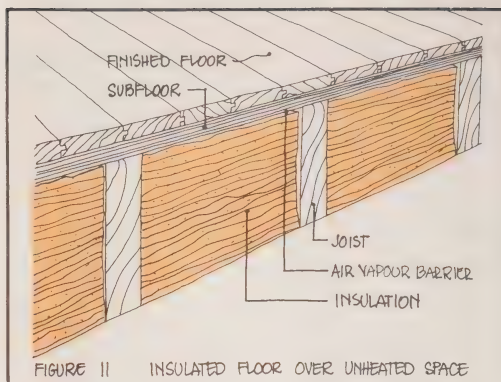 FINISHED FLOOR
SUBFLOOR
JOIST
AIR VAPOUR BARRIER
INSULATION
FIGURE 11 INSULATED FLOOR OVER UNHEATED SPACE